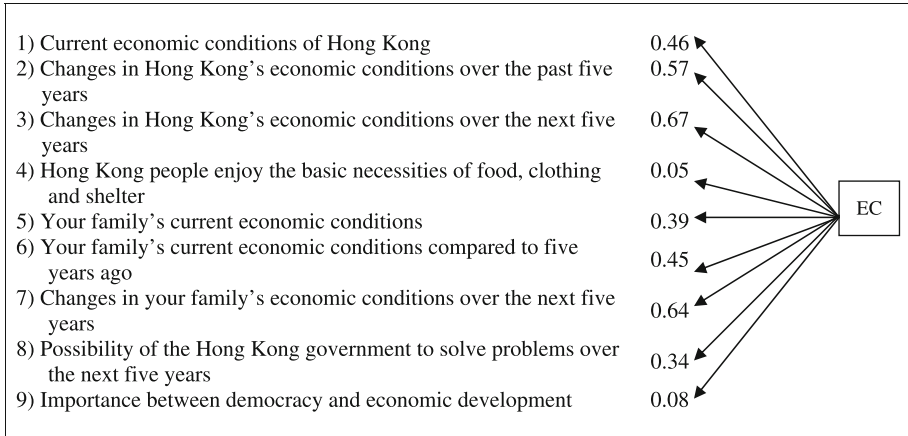 1) Current economic conditions of Hong Kong 0.46
2) Changes in Hong Kong’s economic conditions over the past five 0.57
years
3) Changes in Hong Kong’s economic conditions over the next five 0.67
years
4) Hong Kong people enjoy the basic necessities of food, clothing 0.05
and shelter
5) Your family’s current economic conditions 0.39
6) Your family’s current economic conditions compared to five 0.45
years ago
7) Changes in your family’s economic conditions over the next five 0.64
years
8) Possibility of the Hong Kong government to solve problems over 0.34
the next five years
9) Importance between democracy and economic development 0.08
EC